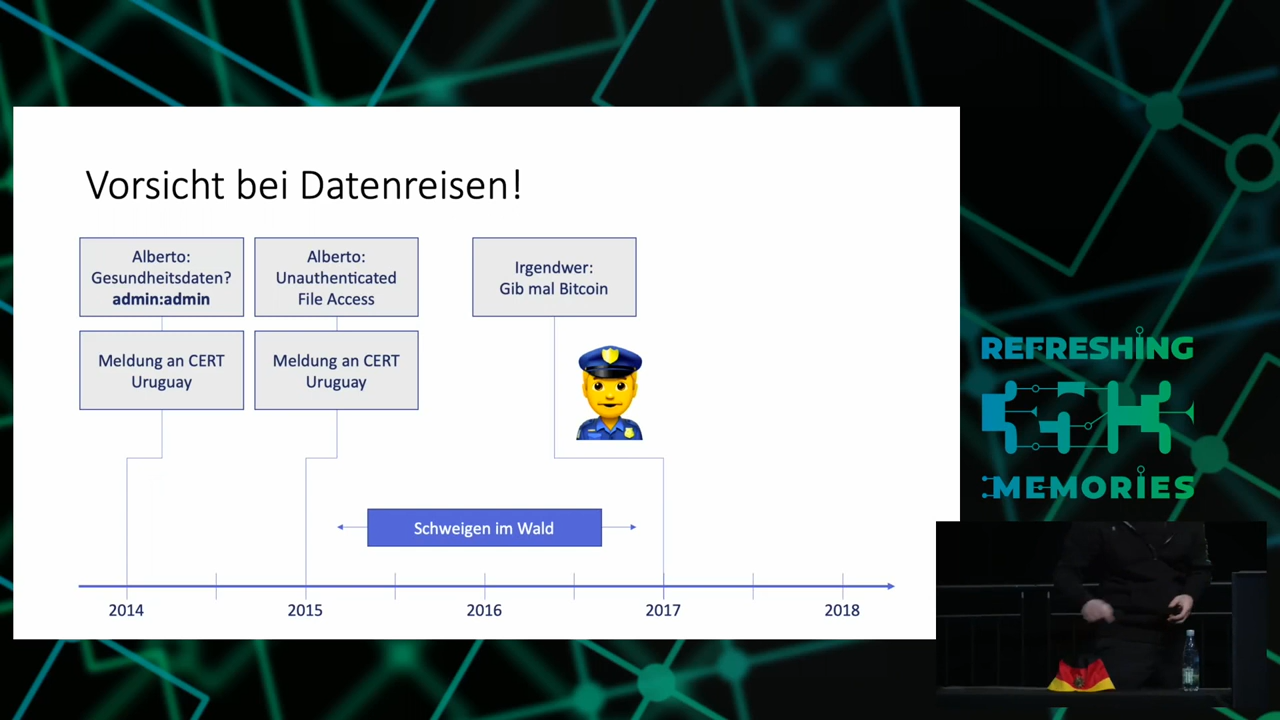 Vorsicht bei Datenreisen!
Alberto:
Gesundheitsdaten?
admin:admin
Alberto:
Unauthenticated
File Access
Irgendwer:
Gib mal Bitcoin
Meldung an CERT
Uruguay
Meldung an CERT
Uruguay
Schweigen im Wald
2014
2015
2016
2017
2018
REFRESHING
MEMORIES